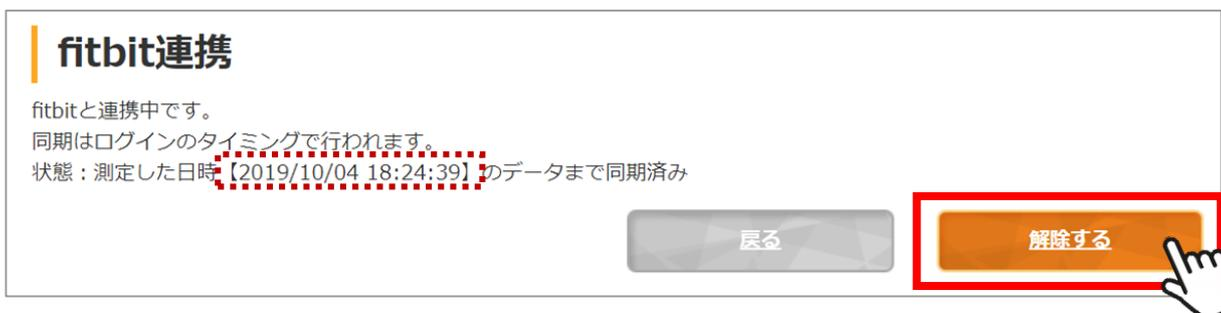 fitbit連携
fitbitと連携中です。
同期はログインのタイミングで行われます。
状態：測定した日時【2019/10/04 18:24:39】のデータまで同期済み
戻る
解除する